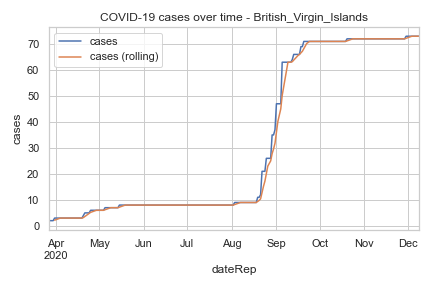 COVID-19 cases over time - British_Virgin_Islands
cases
cases (rolling)
cases
70
60
50
40
30
20
10
0
Apr
2020
May
Jun
Jul
Aug
Sep
Oct
Nov
Dec
dateRep